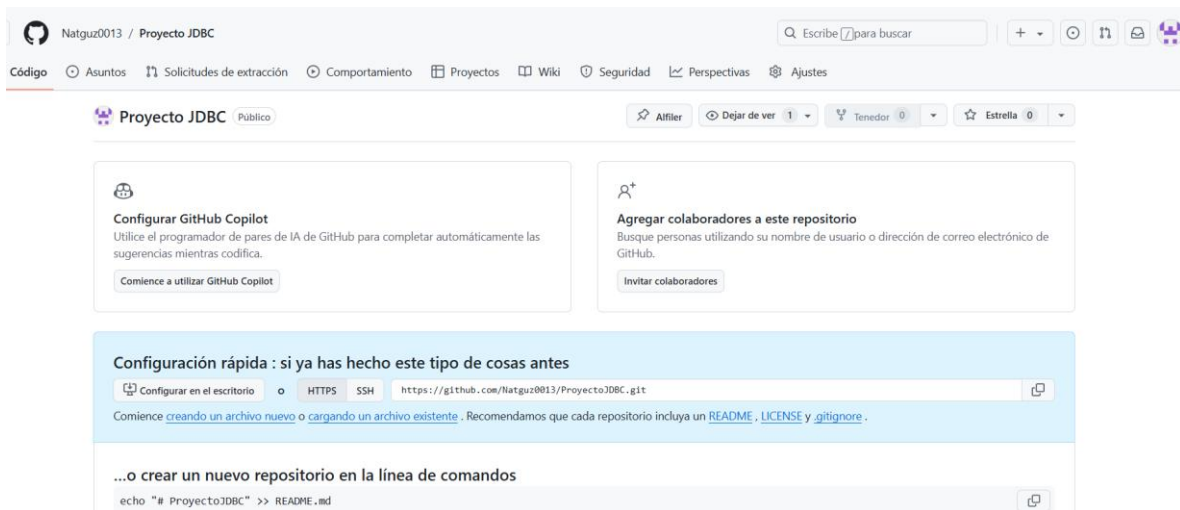 Natguz0013 / Proyecto JDBC
Escribe / para buscar
Código Asuntos Solicitudes de extracción Comportamiento Proyectos Wiki Seguridad Perspectivas Ajustes
Proyecto JDBC Público
Alfiler Dejar de ver 1 Tenedor 0 Estrella 0
Configurar GitHub Copilot
Utilice el programador de pares de IA de GitHub para completar automáticamente las
sugerencias mientras codifica.
Comience a utilizar GitHub Copilot
Agregar colaboradores a este repositorio
Busque personas utilizando su nombre de usuario o dirección de correo electrónico de
GitHub.
Invitar colaboradores
Configuración rápida : si ya has hecho este tipo de cosas antes
Configurar en el escritorio o HTTPS SSH https://github.com/Natguz0013/ProyectoJDBC.git
Comience creando un archivo nuevo o cargando un archivo existente . Recomendamos que cada repositorio incluya un README , LICENSE y .gitignore .
...o crear un nuevo repositorio en la línea de comandos
echo "# ProyectoJDBC" >> README.md